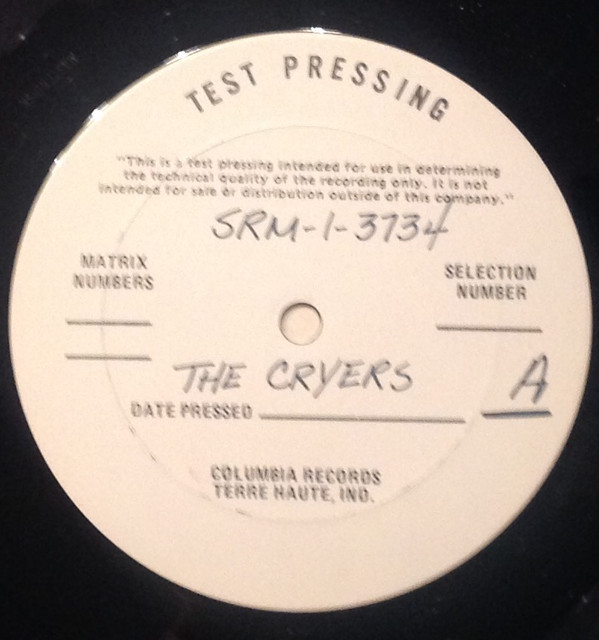 TEST PRESSING
"This is a test pressing intended for use in determining
the technical quality of the recording only. It is not
intended for sale or distribution outside of this company."
SRM-1-3734
MATRIX
NUMBERS
SELECTION
NUMBER
THE CRYERS
A
DATE PRESSED
COLUMBIA RECORDS
TERRE HAUTE, IND.